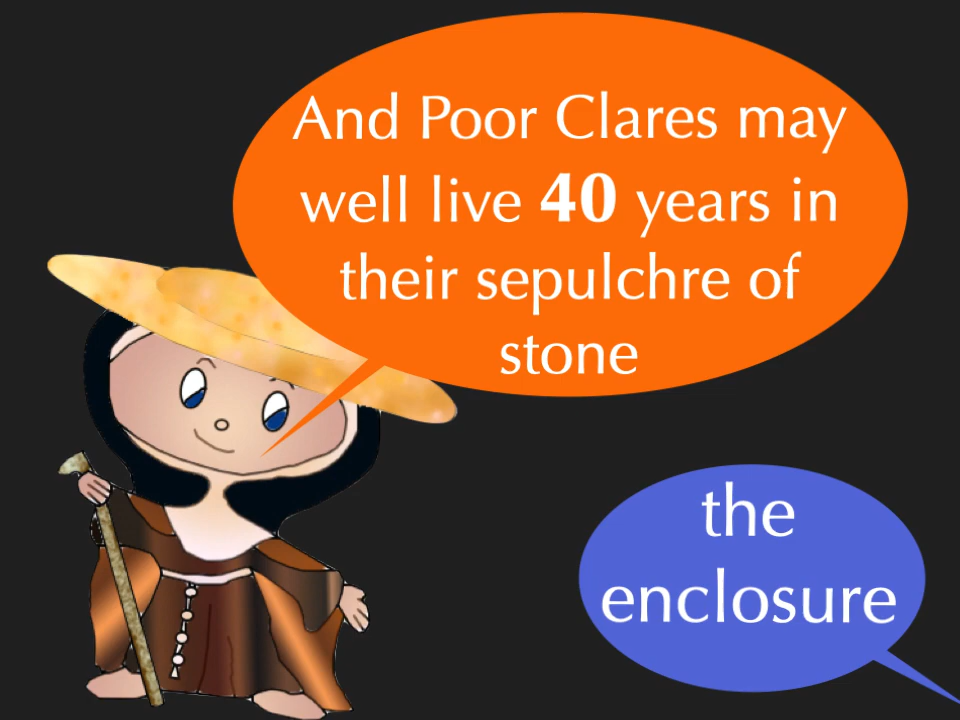 And Poor Clares may
well live 40 years in
their sepulchre of
stone
the
enclosure